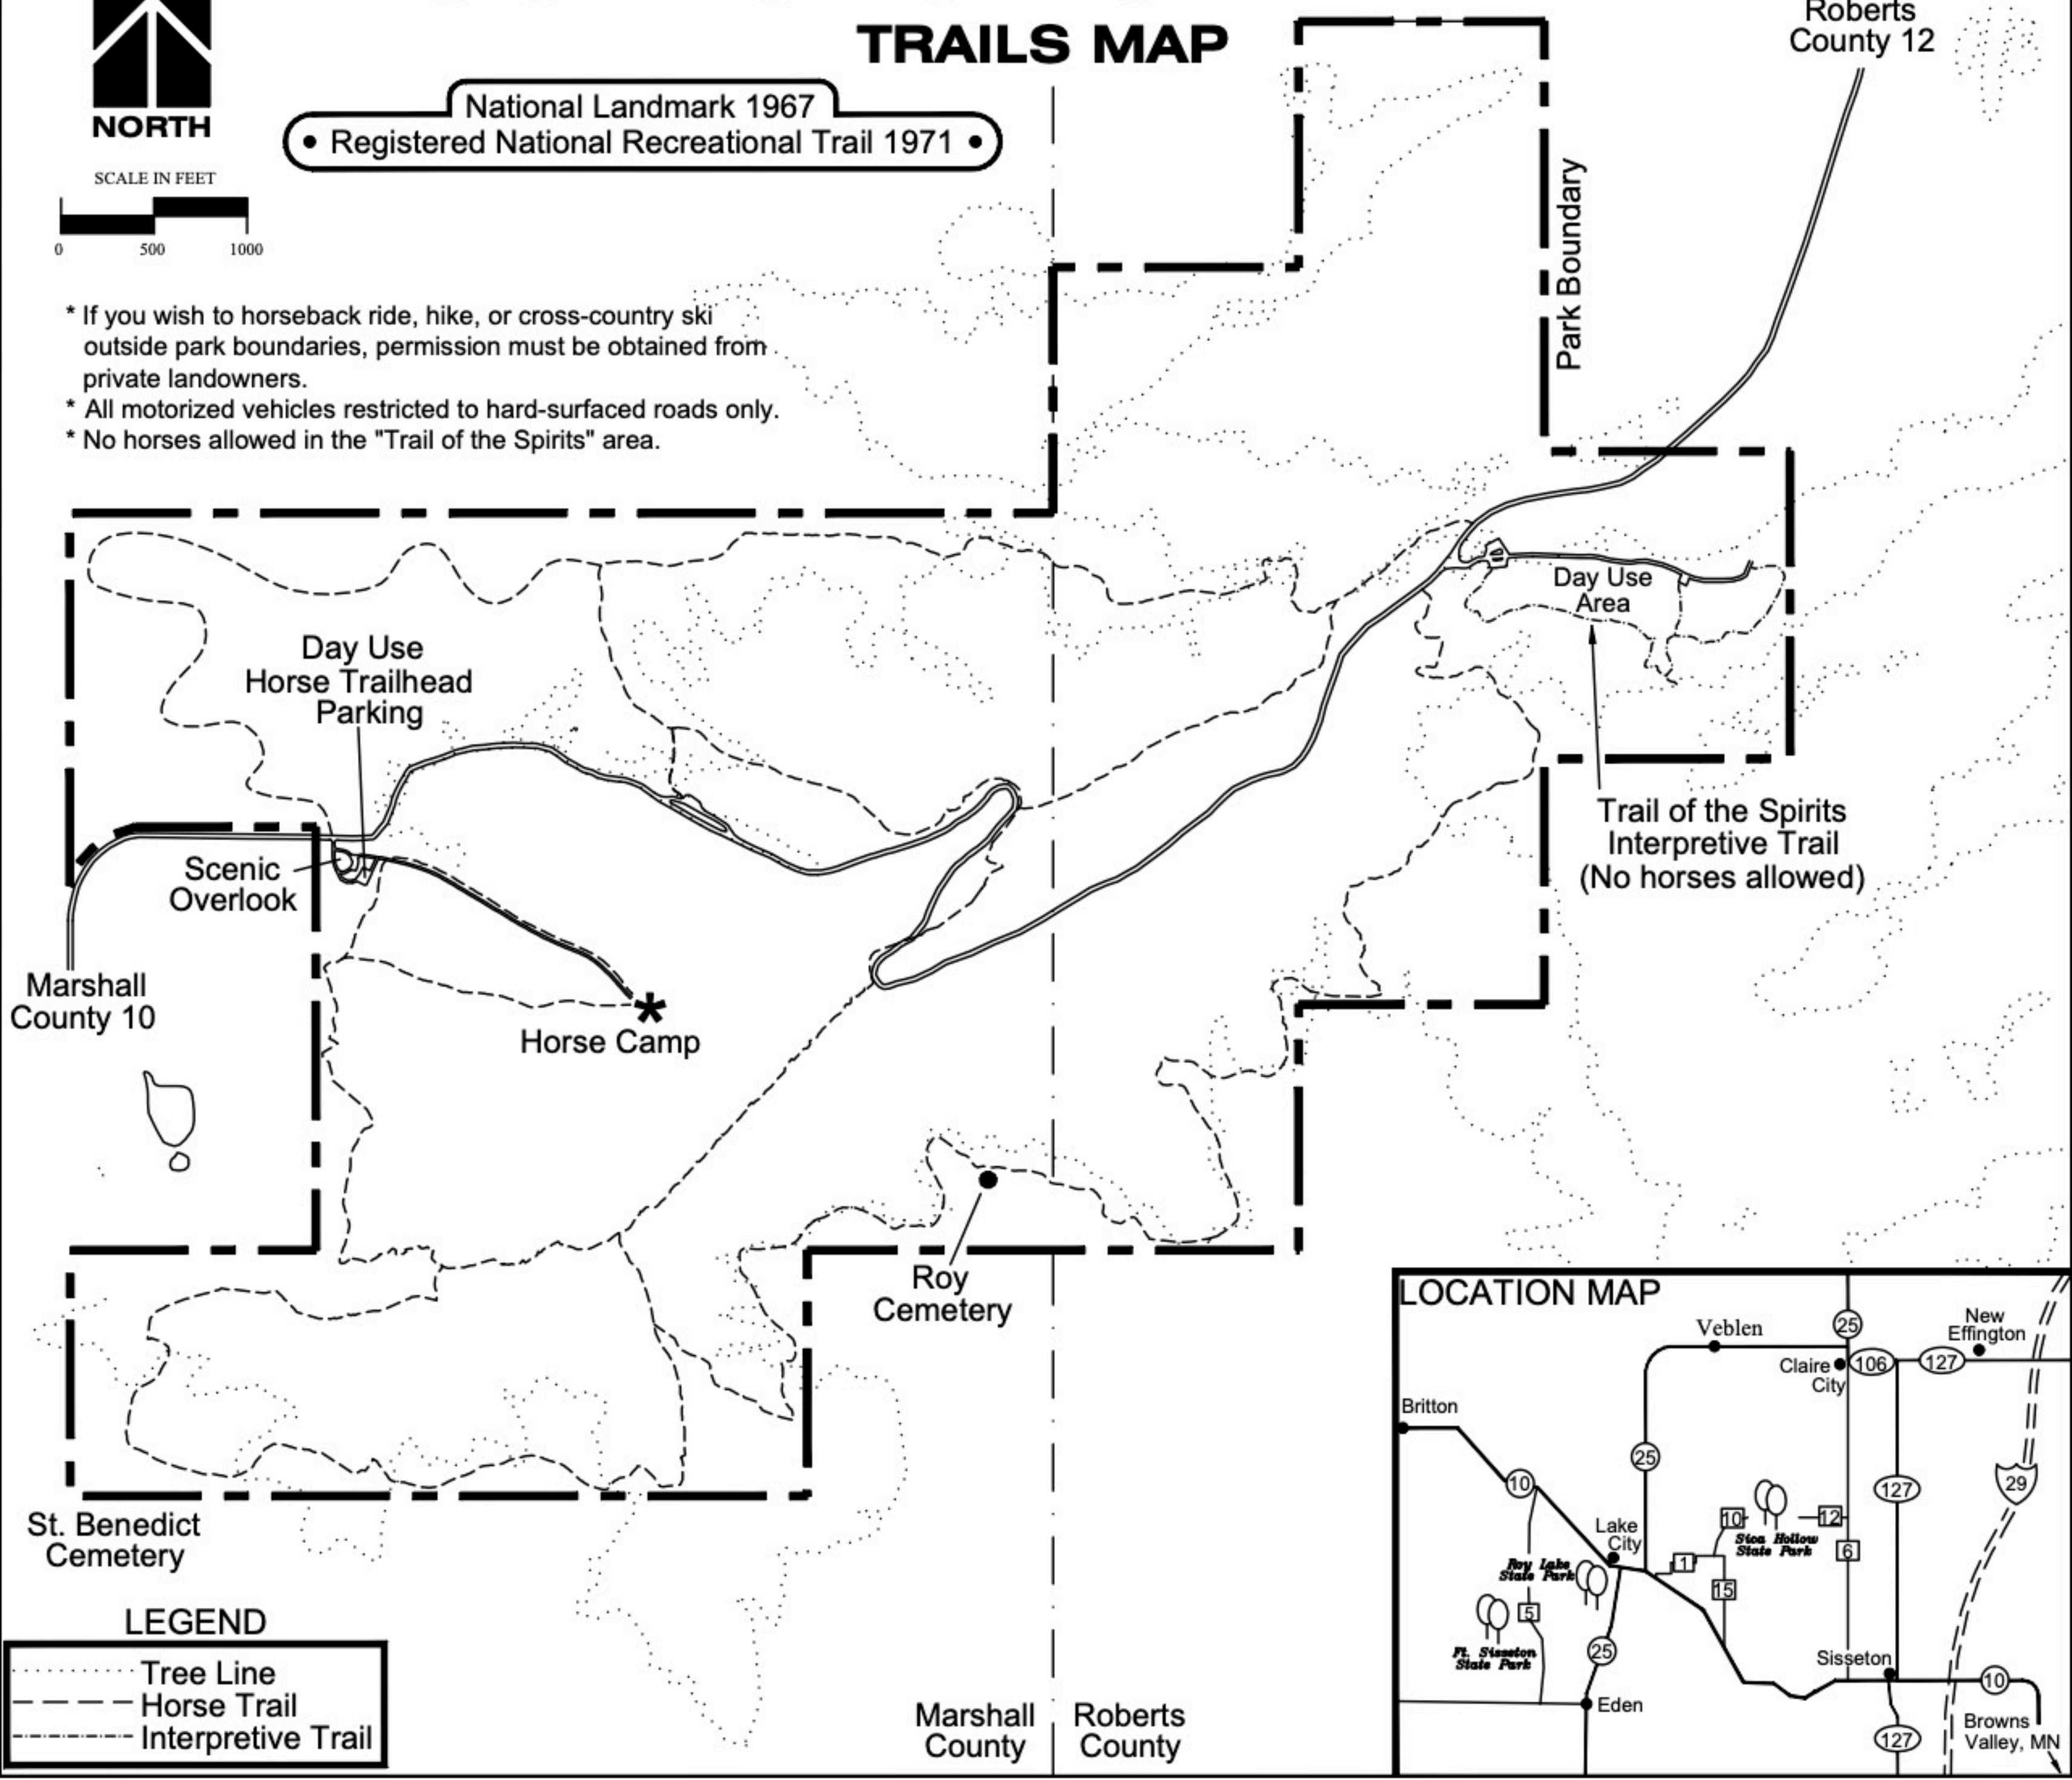 TRAILS MAP
NORTH
National Landmark 1967
• Registered National Recreational Trail 1971 •
SCALE IN FEET
0 500 1000
* If you wish to horseback ride, hike, or cross-country ski
outside park boundaries, permission must be obtained from
private landowners.
* All motorized vehicles restricted to hard-surfaced roads only.
* No horses allowed in the "Trail of the Spirits" area.
Roberts
County 12
Park Boundary
Day Use
Area
Day Use
Horse Trailhead
Parking
Trail of the Spirits
Interpretive Trail
(No horses allowed)
Scenic
Overlook
Marshall
County 10
Horse Camp
Roy
Cemetery
St. Benedict
Cemetery
LEGEND
Tree Line
Horse Trail
Interpretive Trail
Marshall
County
Roberts
County
LOCATION MAP
Veblen
25
New
Effington
Claire
City
106
127
Britton
25
10
127
29
Lake
City
10
12
Sica Hollow
State Park
6
1
Roy Lake
State Park
15
5
Ft. Sisseton
State Park
25
Sisseton
10
Eden
127
Browns
Valley, MN